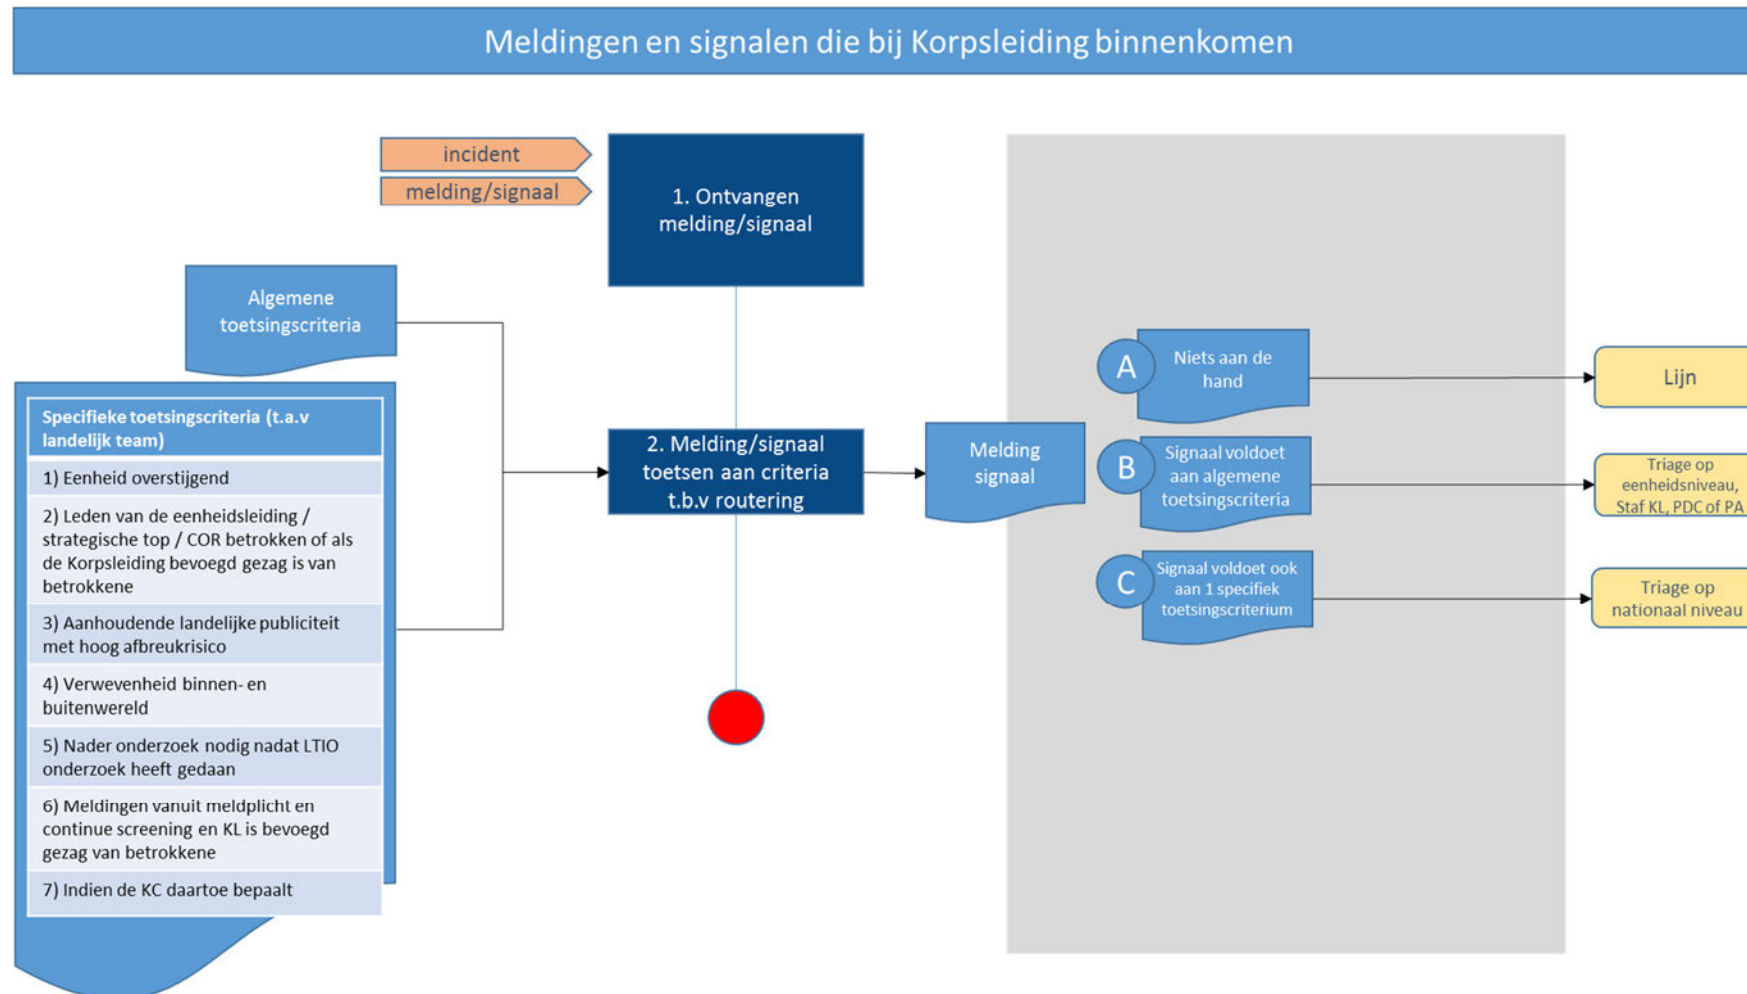 Meldingen en signalen die bij Korpsleiding binnenkomen
incident
melding/signaal
1. Ontvangen
melding/signaal
Algemene
toetsingscriteria
Specifieke toetsingscriteria (t.a.v
landelijk team)
1) Eenheid overstijgend
2) Leden van de eenheidsleiding /
strategische top / COR betrokken of als
de Korpsleiding bevoegd gezag is van
betrokkene
3) Aanhoudende landelijke publiciteit
met hoog afbreukrisico
4) Verwevenheid binnen- en
buitenwereld
5) Nader onderzoek nodig nadat LTIO
onderzoek heeft gedaan
6) Meldingen vanuit meldplicht en
continue screening en KL is bevoegd
gezag van betrokkene
7) Indien de KC daartoe bepaalt
2. Melding/signaal
toetsen aan criteria
t.b.v routering
Melding
signaal
A
Niets aan de
hand
Lijn
B
Signaal voldoet
aan algemene
toetsingscriteria
Triage op
eenheidsniveau,
Staf KL, PDC of PA
C
Signaal voldoet ook
aan 1 specifiek
toetsingscriterium
Triage op
nationaal niveau